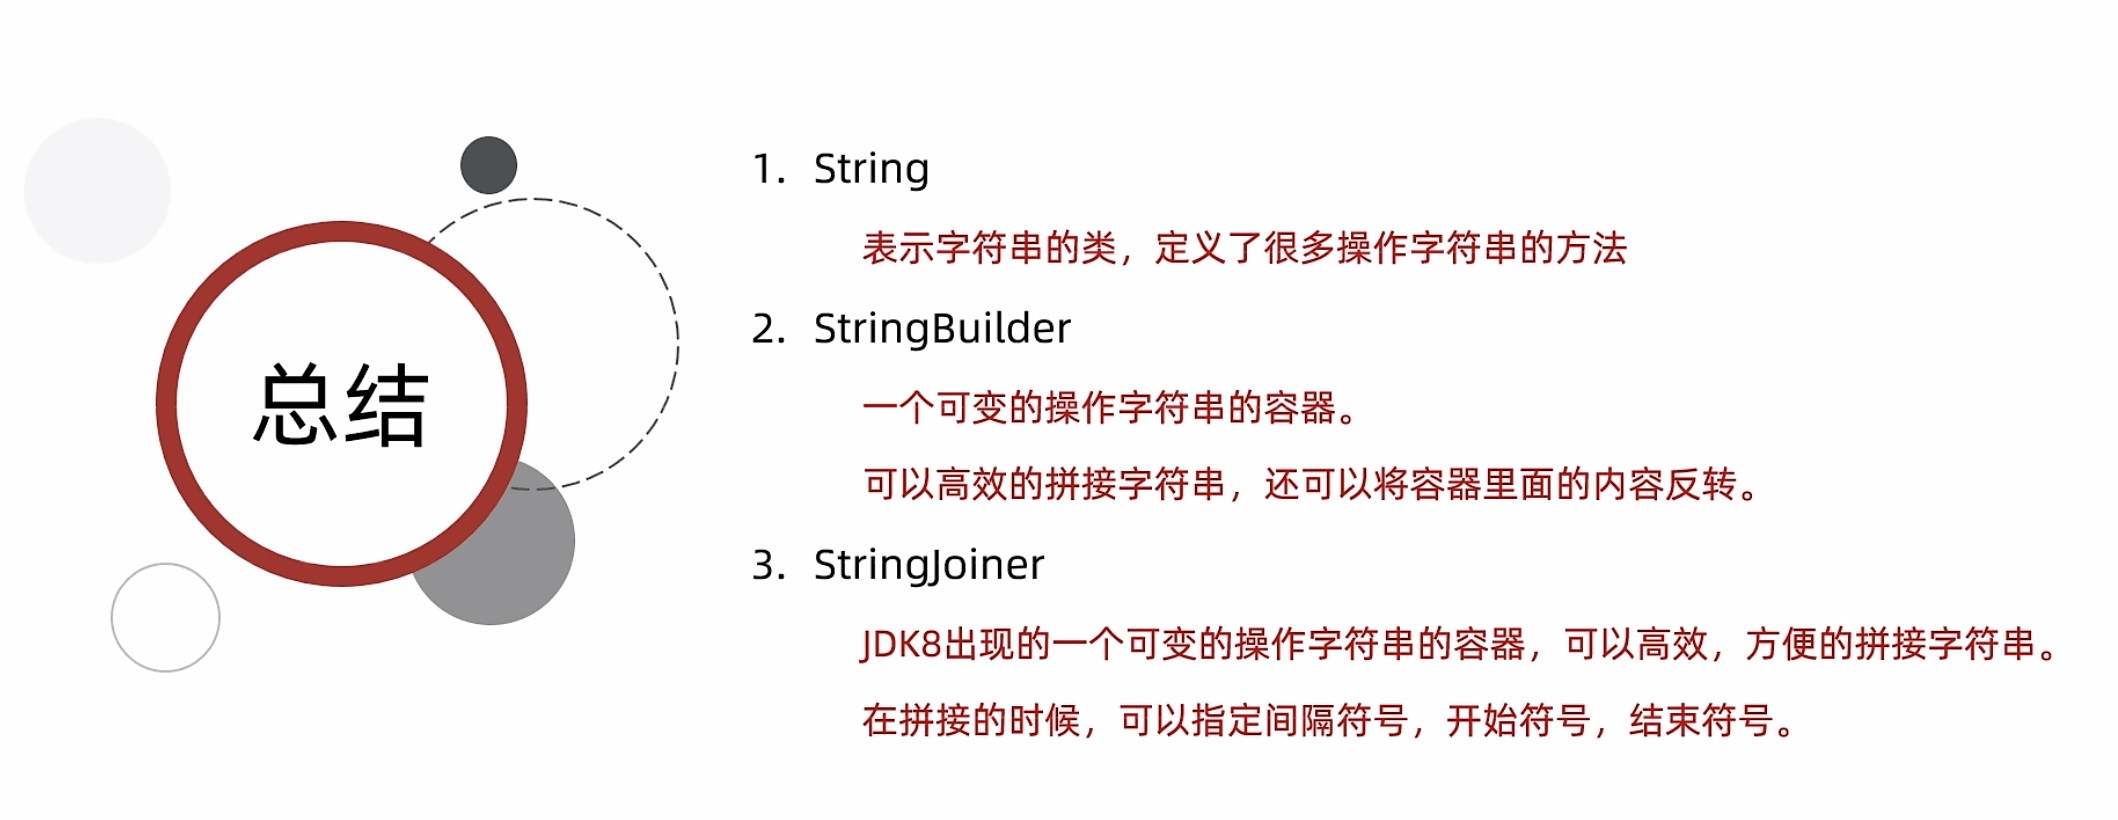 总结
1. String
表示字符串的类，定义了很多操作字符串的方法
2. StringBuilder
一个可变的操作字符串的容器。
可以高效的拼接字符串，还可以将容器里面的内容反转。
3. StringJoiner
JDK8出现的一个可变的操作字符串的容器，可以高效，方便的拼接字符串。
在拼接的时候，可以指定间隔符号，开始符号，结束符号。